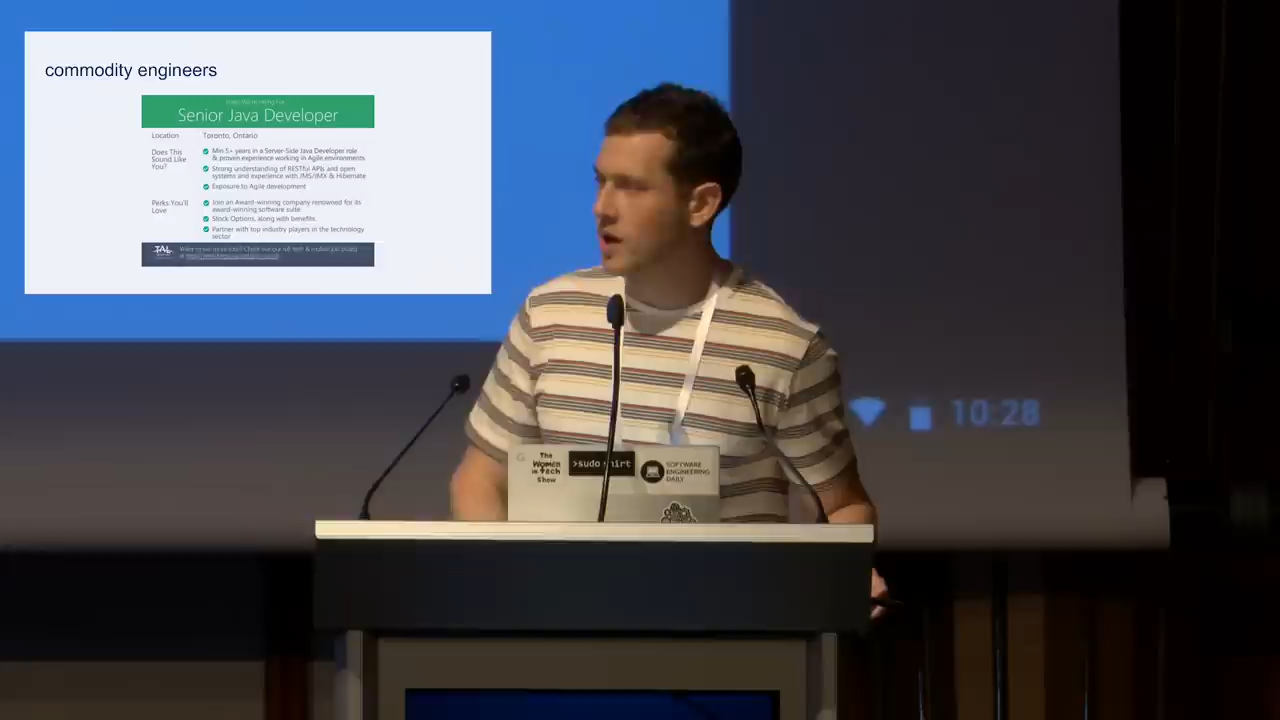 commodity engineers
Senior Java Developer
Location
Toronto, Ontario
Does This
Sound Like
You?
Min 5+ years in a Server-Side Java Developer role
& proven experience working in Agile environments
Strong understanding of RESTful APIs and open
systems and experience with JMS/JMX & Hibernate
Exposure to Agile development
Perks You'll
Love
Join an Award-winning company renowned for its
award-winning software suite
Stock Options, along with benefits
Partner with top industry players in the technology
sector
TAL
10:28
The
Women
in Tech
Show
>sudo
SOFTWARE
ENGINEERING
DAILY